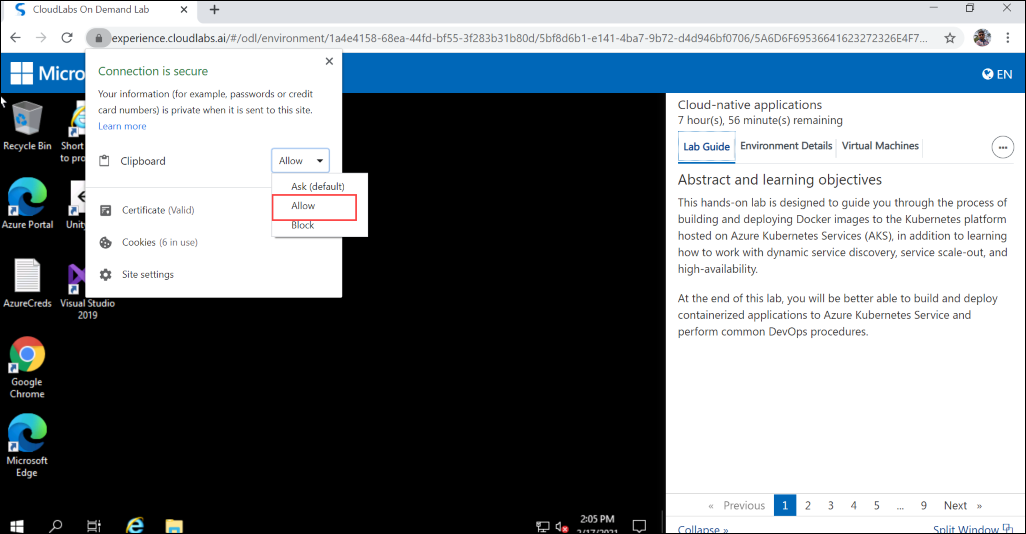 CloudLabs On Demand Lab
experience.cloudlabs.ai/#/odl/environment/1a4e4158-68ea-44fd-bf55-3f283b31b80d/5bf8d6b1-e141-4ba7-9b72-d4d946bf0706/5A6D6F69536641623272326E4F7...
Micro
EN
Connection is secure
Your information (for example, passwords or credit
card numbers) is private when it is sent to this site.
Learn more
Clipboard
Allow
Ask (default)
Allow
Block
Certificate (Valid)
Cookies (6 in use)
Site settings
Recycle Bin
Short
to pro
Azure Portal
Unity
AzureCreds
Visual Studio
2019
Google
Chrome
Microsoft
Edge
2:05 PM
Cloud-native applications
7 hour(s), 56 minute(s) remaining
Lab Guide
Environment Details
Virtual Machines
Abstract and learning objectives
This hands-on lab is designed to guide you through the process of
building and deploying Docker images to the Kubernetes platform
hosted on Azure Kubernetes Services (AKS), in addition to learning
how to work with dynamic service discovery, service scale-out, and
high-availability.
At the end of this lab, you will be better able to build and deploy
containerized applications to Azure Kubernetes Service and
perform common DevOps procedures.
« Previous 1 2 3 4 5 ... 9 Next »
Collapse »
Split Window